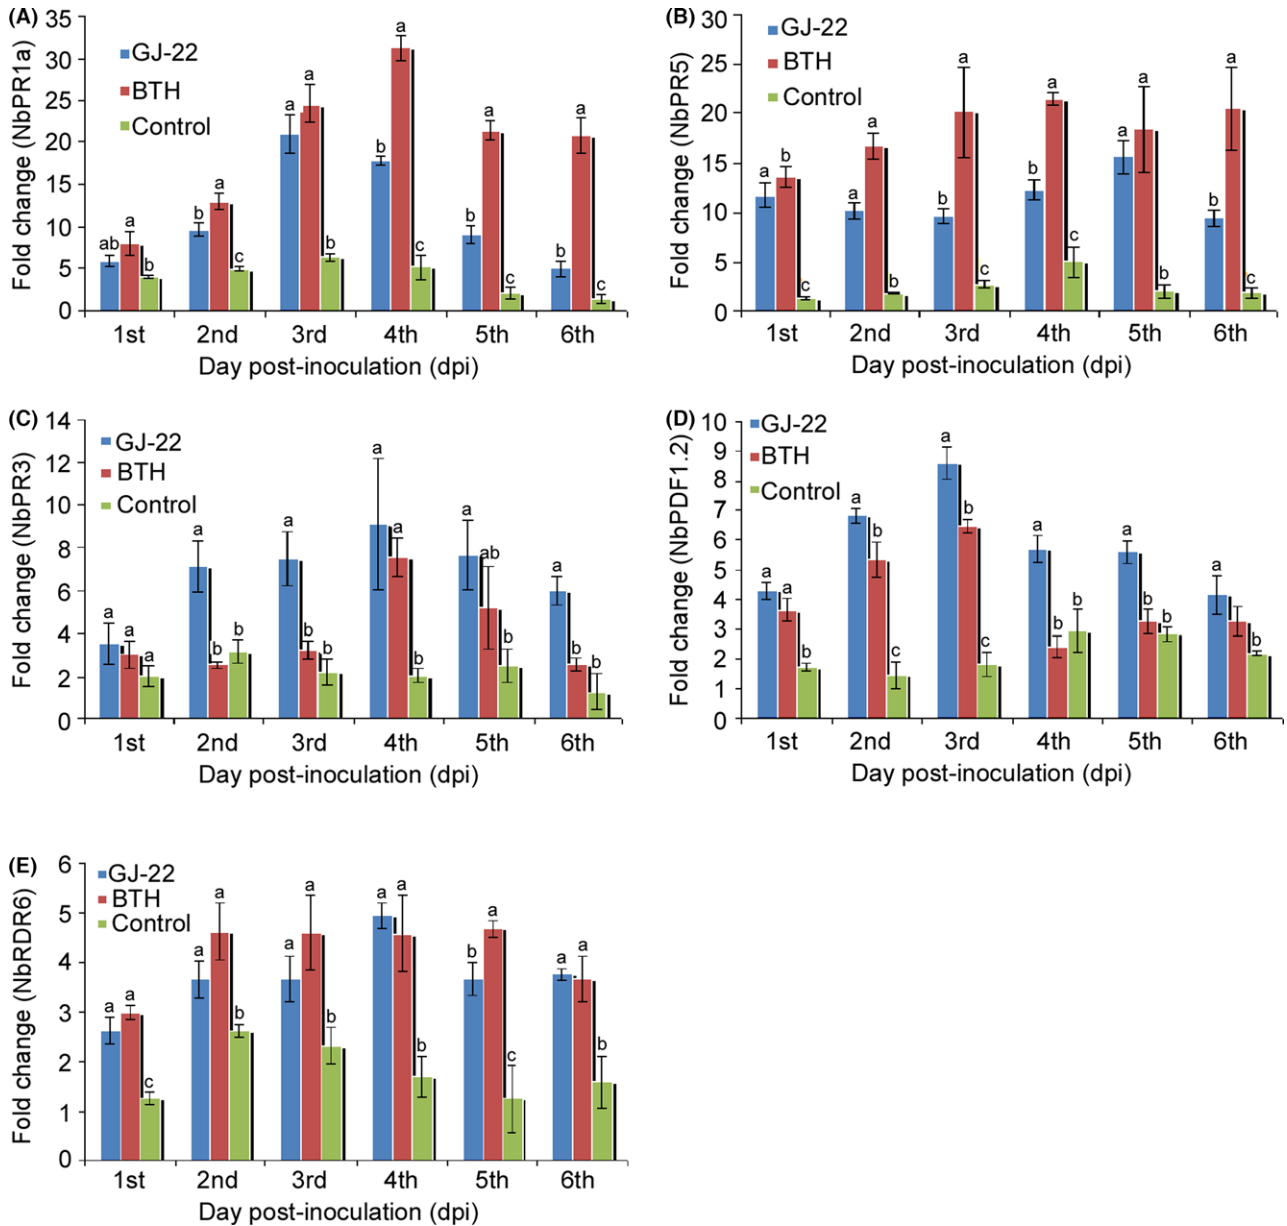 (A)
Fold change (NbPR1a)
35
30
25
20
15
10
5
0
GJ-22
BTH
Control
ab a b
b a c
a a
b a c
a c
a c
1st 2nd 3rd 4th 5th 6th
Day post-inoculation (dpi)
(B)
Fold change (NbPR5)
30
25
20
15
10
5
0
GJ-22
BTH
Control
a b c
a a b
a a c
b a c
a a b
b a c
1st 2nd 3rd 4th 5th 6th
Day post-inoculation (dpi)
(C)
Fold change (NbPR3)
14
12
10
8
6
4
2
0
GJ-22
BTH
Control
a a a
a b b
a b b
a a b
a ab b
a b b
1st 2nd 3rd 4th 5th 6th
Day post-inoculation (dpi)
(D)
Fold change (NbPDF1.2)
10
9
8
7
6
5
4
3
2
1
0
GJ-22
BTH
Control
a a b
a b c
a b c
a b
a b b
a b
1st 2nd 3rd 4th 5th 6th
Day post-inoculation (dpi)
(E)
Fold change (NbRDR6)
6
5
4
3
2
1
0
GJ-22
BTH
Control
a a c
a a b
a a b
a a b
b a c
a a b
1st 2nd 3rd 4th 5th 6th
Day post-inoculation (dpi)